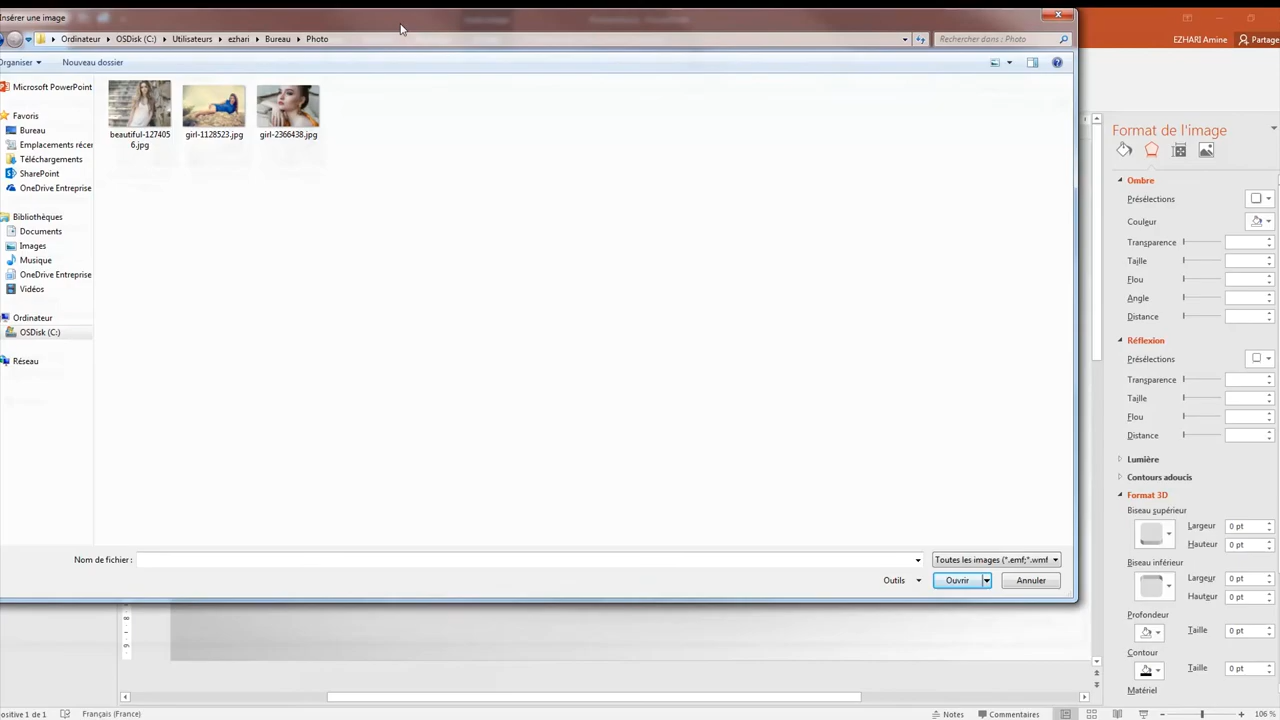 Insérer une image
EZHARI Amine
Partage
Ordinateur
OSDisk (C:)
Utilisateurs
ezhari
Bureau
Photo
Rechercher dans : Photo
Organiser
Nouveau dossier
Microsoft PowerPoint
Favoris
Bureau
Emplacements récer
Téléchargements
SharePoint
OneDrive Entreprise
Bibliothèques
Documents
Images
Musique
OneDrive Entreprise
Vidéos
Ordinateur
OSDisk (C:)
Réseau
beautiful-127405
6.jpg
girl-1128523.jpg
girl-2366438.jpg
Nom de fichier :
Toutes les images (*.emf;*.wmf
Outils
Ouvrir
Annuler
Format de l'image
Ombre
Présélections
Couleur
Transparence
Taille
Flou
Angle
Distance
Réflexion
Présélections
Transparence
Taille
Flou
Distance
Lumière
Contours adoucis
Format 3D
Biseau supérieur
Largeur 0 pt
Hauteur 0 pt
Biseau inférieur
Largeur 0 pt
Hauteur 0 pt
Profondeur
Taille 0 pt
Contour
Taille 0 pt
Matériel
8 6
positive 1 de 1
Français (France)
Notes
Commentaires
106 %